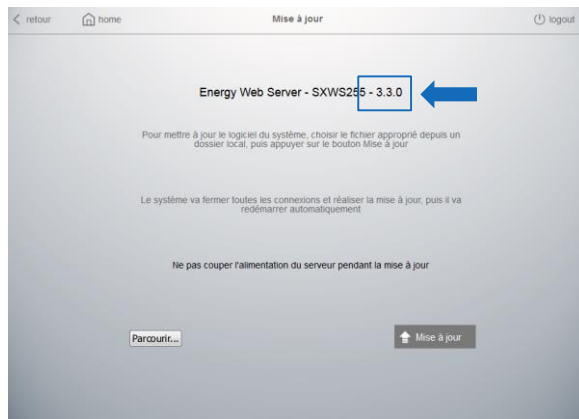 retour home Mise à jour logout
Energy Web Server - SXWS255 - 3.3.0
Pour mettre à jour le logiciel du système, choisir le fichier approprié depuis un
dossier local, puis appuyer sur le bouton Mise à jour
Le système va fermer toutes les connexions et réaliser la mise à jour, puis il va
redémarrer automatiquement
Ne pas couper l'alimentation du serveur pendant la mise à jour
Parcourir... Mise à jour